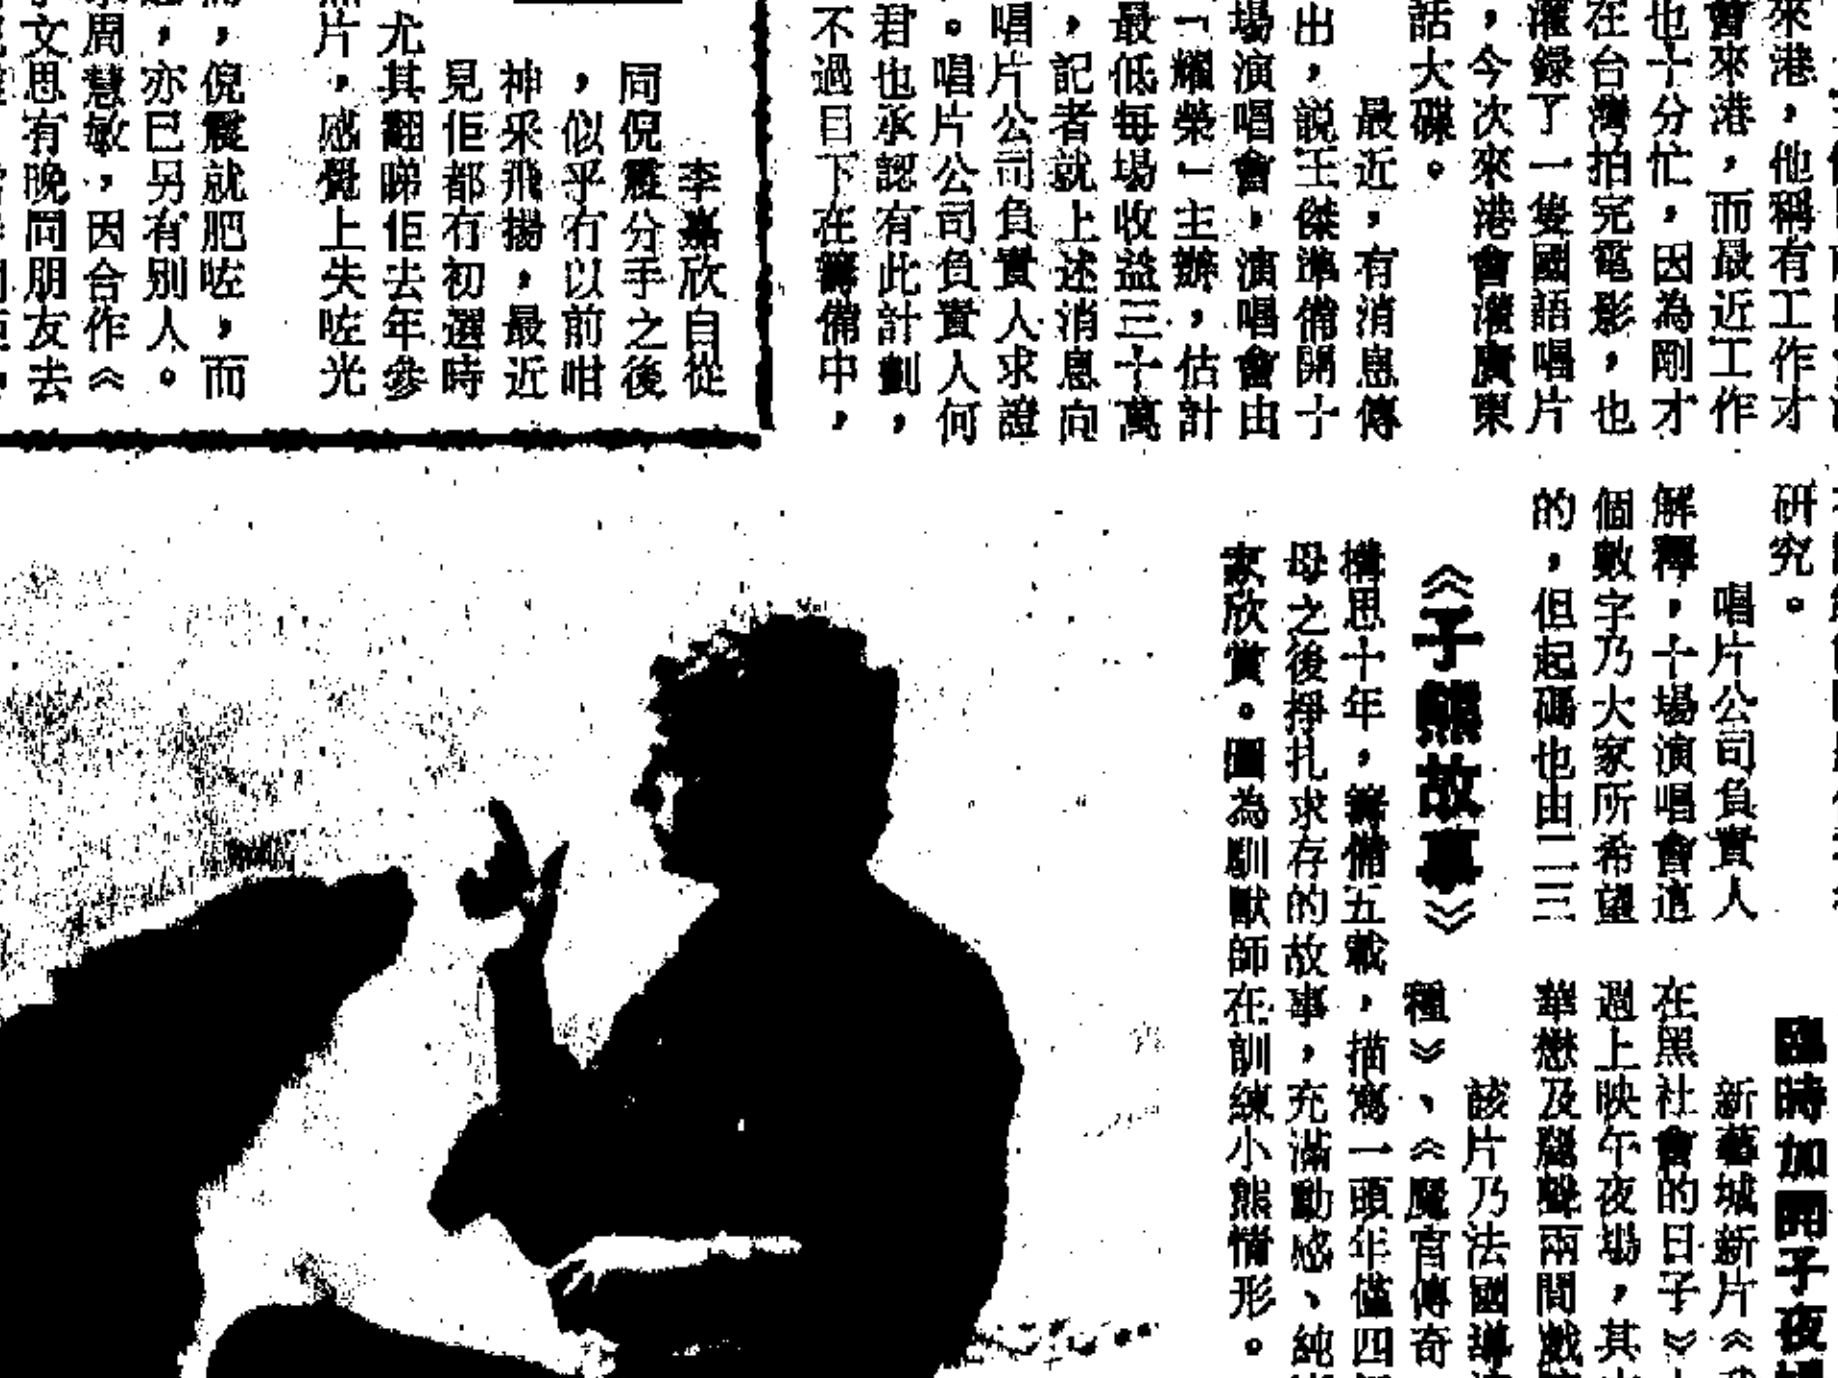 來港，他稱有工作才
會來港，而最近工作
也十分忙，因為剛才
在台灣拍完電影，也
灌錄了一隻國語唱片
，今次來港會灌廣東
話大碟。
最近，有消息傳
出，説王傑準備開十
場演唱會，演唱會由
「耀榮」主辦，估計
最低每場收益三十萬
，記者就上述消息向
唱片公司負責人求證
。唱片公司負責人何
君也承認有此計劃，
不過目下在籌備中，
李嘉欣自從
同倪震分手之後
，似乎冇以前咁
神采飛揚，最近
見佢都冇初選時
尤其翻睇佢去年參
片，感覺上失咗光
，倪震就肥咗，而
，亦已另有別人。
周慧敏，因合作《
文思有晚同朋友去
研究。
唱片公司負責人
解釋，十場演唱會這
個數字乃大家所希望
的，但起碼也由二三
《子熊故事》
構思十年，籌備五載，描寫一頭年僅四
母之後掙扎求存的故事，充滿動感、純
家欣賞。圖為馴獸師在訓練小熊情形。
臨時加開子夜場
新藝城新片《我
在黑社會的日子》
週上映午夜場，其
華懋及麗聲兩間戲
該片乃法國導
種》、《魔宮傳奇